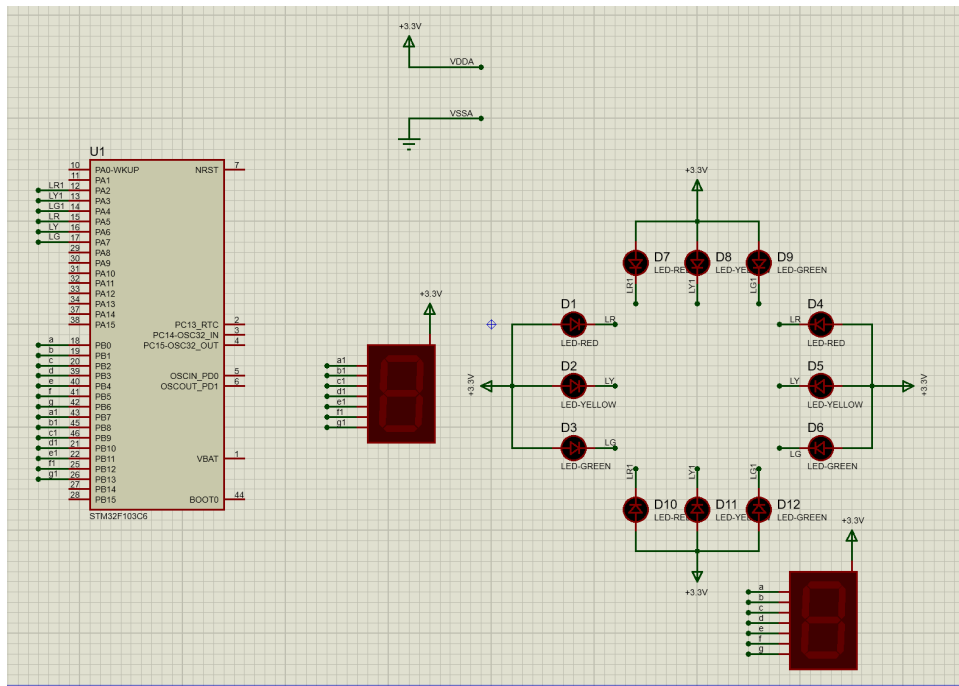 +3.3V
VDDA
VSSA
U1
10 PA0-WKUP NRST 7
11 PA1
LR1 12 PA2
LY1 13 PA3
LG1 14 PA4
LR 15 PA5
LY 16 PA6
LG 17 PA7
29 PA8
30 PA9
31 PA10
32 PA11
33 PA12
34 PA13
37 PA14
38 PA15 PC13_RTC 2
PC14-OSC32_IN 3
a 18 PB0 PC15-OSC32_OUT 4
b 19 PB1
c 20 PB2
d 39 PB3 OSCIN_PD0 5
e 40 PB4 OSCOUT_PD1 6
f 41 PB5
g 42 PB6
a1 43 PB7
b1 45 PB8
c1 46 PB9
d1 21 PB10
e1 22 PB11 VBAT 1
f1 25 PB12
g1 26 PB13
27 PB14
28 PB15 BOOT0 44
STM32F103C6
+3.3V
a1
b1
c1
d1
e1
f1
g1
+3.3V
D7
LED-RED
LR1
D8
LED-YELLOW
LY1
D9
LED-GREEN
LG1
D1
LR
LED-RED
D2
LY
LED-YELLOW
D3
LG
LED-GREEN
+3.3V
D4
LR
LED-RED
D5
LY
LED-YELLOW
D6
LG
LED-GREEN
+3.3V
LR1
D10
LED-RED
LY1
D11
LED-YELLOW
LG1
D12
LED-GREEN
+3.3V
+3.3V
a
b
c
d
e
f
g